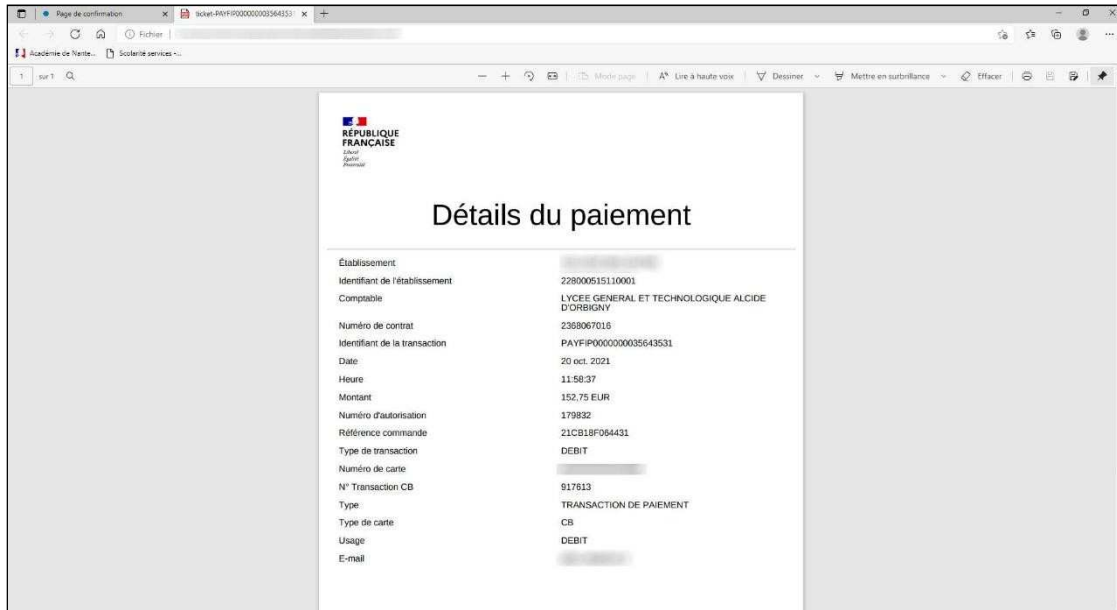 Page de confirmation
ticket-PAYFIP0000000003564353
Fichier
Académie de Nante...
Scolarité services -...
1 sur 1
Mode page
Lire à haute voix
Dessiner
Mettre en surbrillance
Effacer
RÉPUBLIQUE
FRANÇAISE
Liberté
Égalité
Fraternité
Détails du paiement
Établissement
Identifiant de l'établissement 228000515110001
Comptable LYCEE GENERAL ET TECHNOLOGIQUE ALCIDE
D'ORBIGNY
Numéro de contrat 2368067016
Identifiant de la transaction PAYFIP0000000035643531
Date 20 oct. 2021
Heure 11:58:37
Montant 152,75 EUR
Numéro d'autorisation 179832
Référence commande 21CB18F064431
Type de transaction DEBIT
Numéro de carte
N° Transaction CB 917613
Type TRANSACTION DE PAIEMENT
Type de carte CB
Usage DEBIT
E-mail